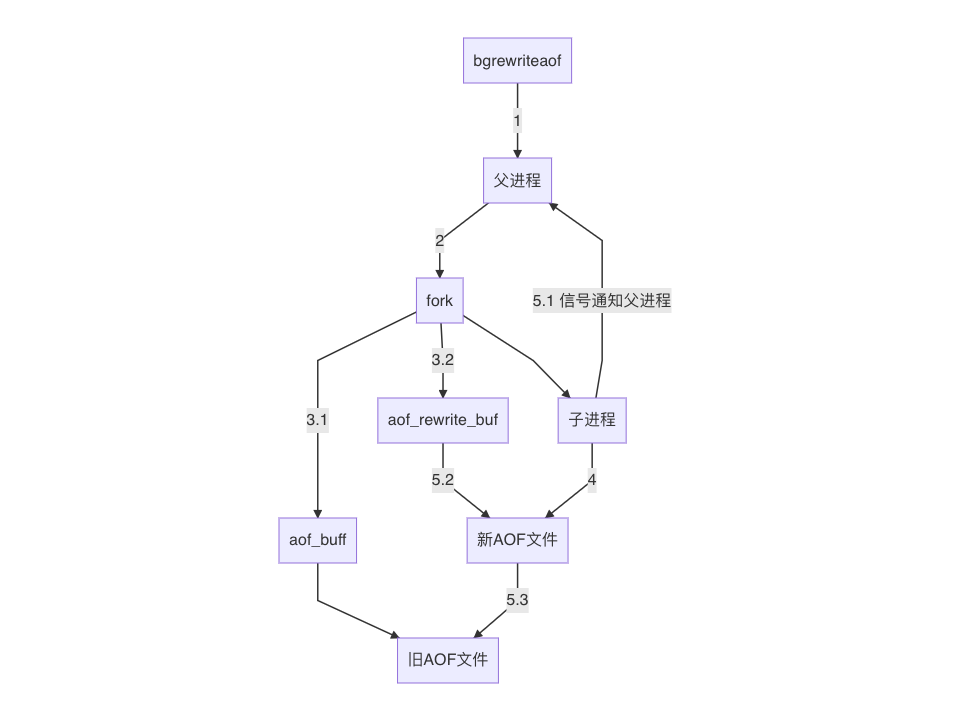 bgrewriteaof
1
父进程
2
fork
5.1 信号通知父进程
3.2
3.1
aof_rewrite_buf
子进程
5.2
4
aof_buff
新AOF文件
5.3
旧AOF文件